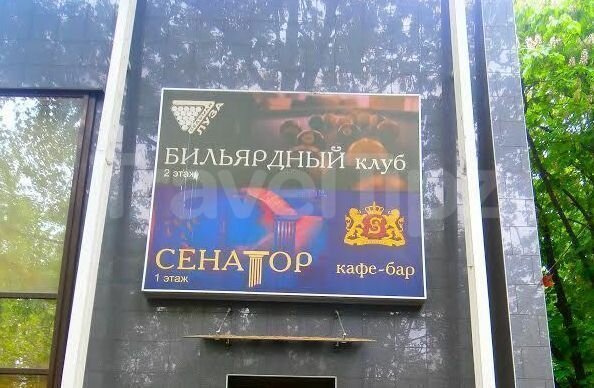 ЛУЗА
БИЛЬЯРДНЫЙ клуб
2 этаж
S
СЕНАТОР кафе-бар
1 этаж